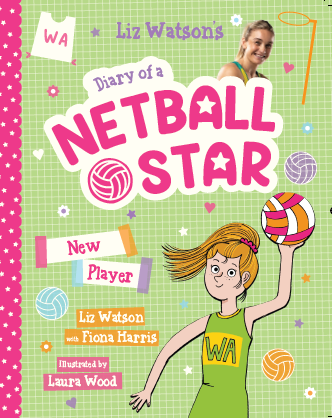 WA
Liz Watson's
Diary of a
NETBALL
STAR
New
Player
Liz Watson
with Fiona Harris
Illustrated by
Laura Wood
WA